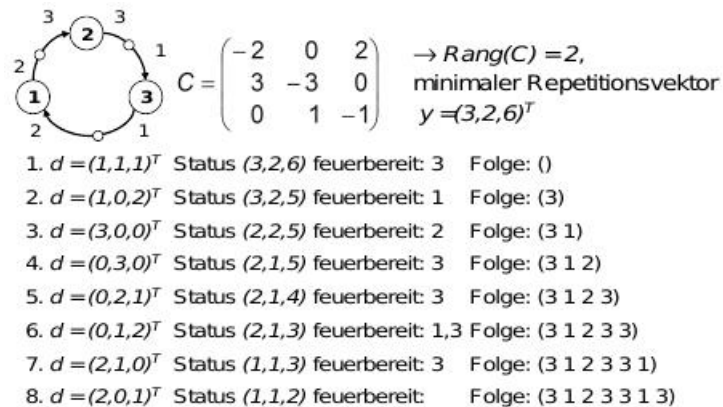 3 3
2
2 1
C = ( -2 0 2 → Rang(C) = 2,
1 3 3 -3 0 minimaler Repetitionsvektor
2 1 0 1 -1 ) y =(3,2,6)^T
1. d = (1,1,1)^T Status (3,2,6) feuerbereit: 3 Folge: ()
2. d = (1,0,2)^T Status (3,2,5) feuerbereit: 1 Folge: (3)
3. d = (3,0,0)^T Status (2,2,5) feuerbereit: 2 Folge: (3 1)
4. d = (0,3,0)^T Status (2,1,5) feuerbereit: 3 Folge: (3 1 2)
5. d = (0,2,1)^T Status (2,1,4) feuerbereit: 3 Folge: (3 1 2 3)
6. d = (0,1,2)^T Status (2,1,3) feuerbereit: 1,3 Folge: (3 1 2 3 3)
7. d = (2,1,0)^T Status (1,1,3) feuerbereit: 3 Folge: (3 1 2 3 3 1)
8. d = (2,0,1)^T Status (1,1,2) feuerbereit: Folge: (3 1 2 3 3 1 3)